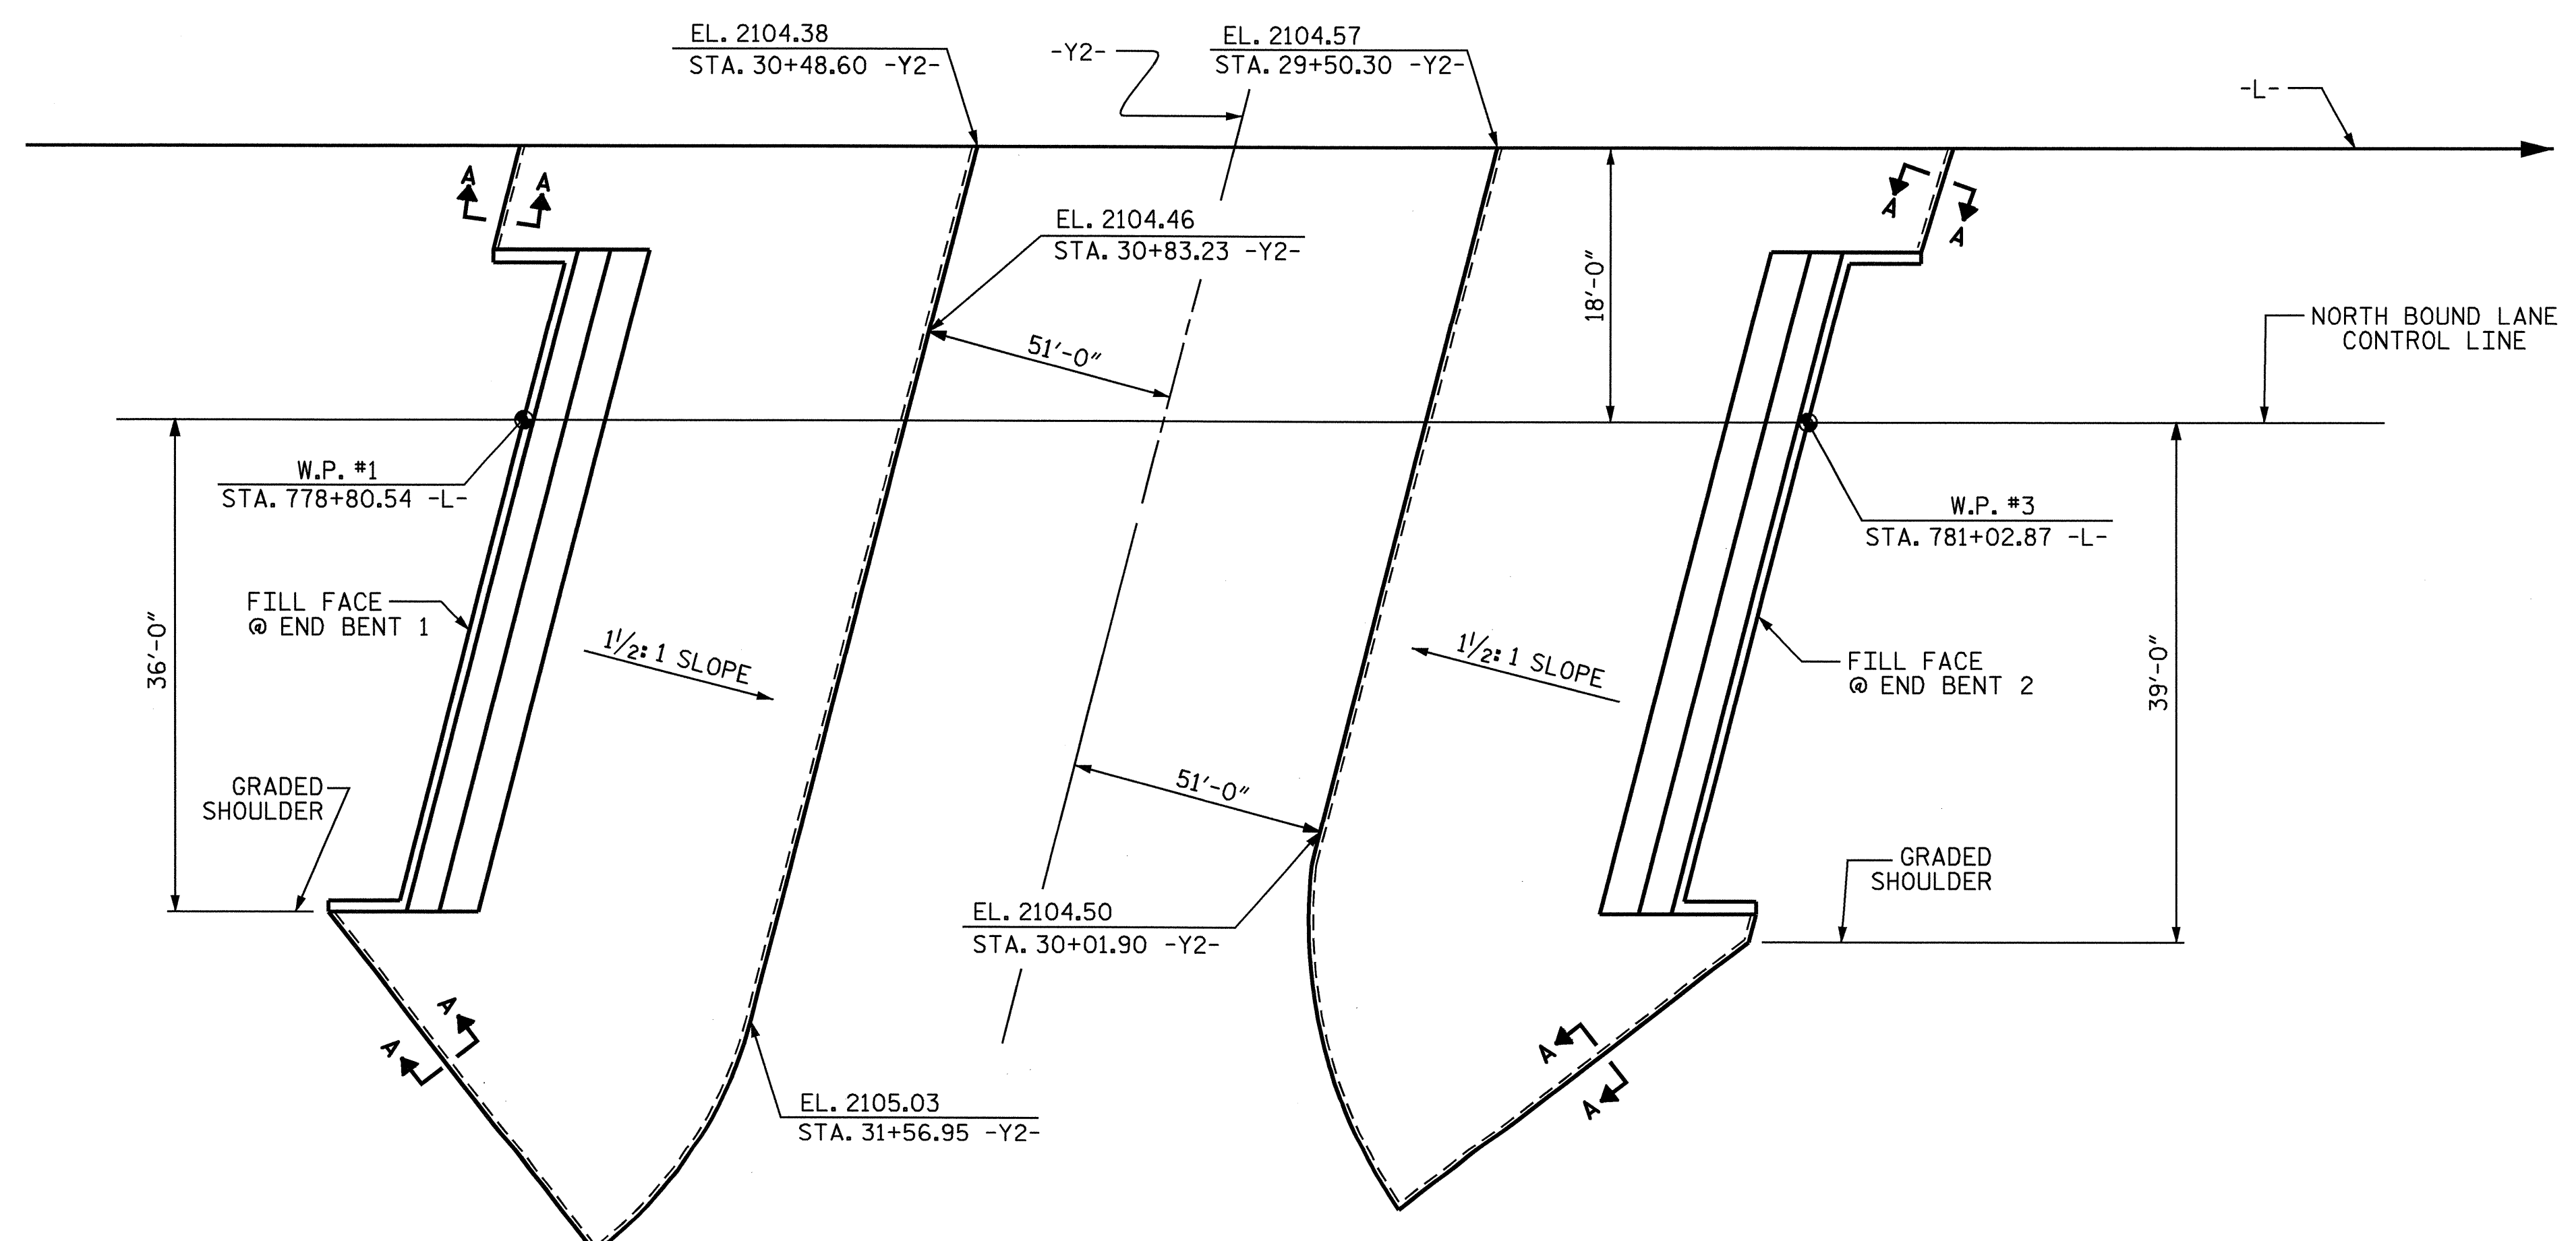 EL. 2104.38
STA. 30+48.60 -Y2-
-Y2-
EL. 2104.57
STA. 29+50.30 -Y2-
-L-
A
A
A
A
EL. 2104.46
STA. 30+83.23 -Y2-
18'-0"
51'-0"
NORTH BOUND LANE
CONTROL LINE
W.P. #1
STA. 778+80.54 -L-
W.P. #3
STA. 781+02.87 -L-
36'-0"
FILL FACE
@ END BENT 1
1 1/2:1 SLOPE
1 1/2:1 SLOPE
FILL FACE
@ END BENT 2
39'-0"
GRADED
SHOULDER
51'-0"
GRADED
SHOULDER
EL. 2104.50
STA. 30+01.90 -Y2-
A
A
A
A
EL. 2105.03
STA. 31+56.95 -Y2-